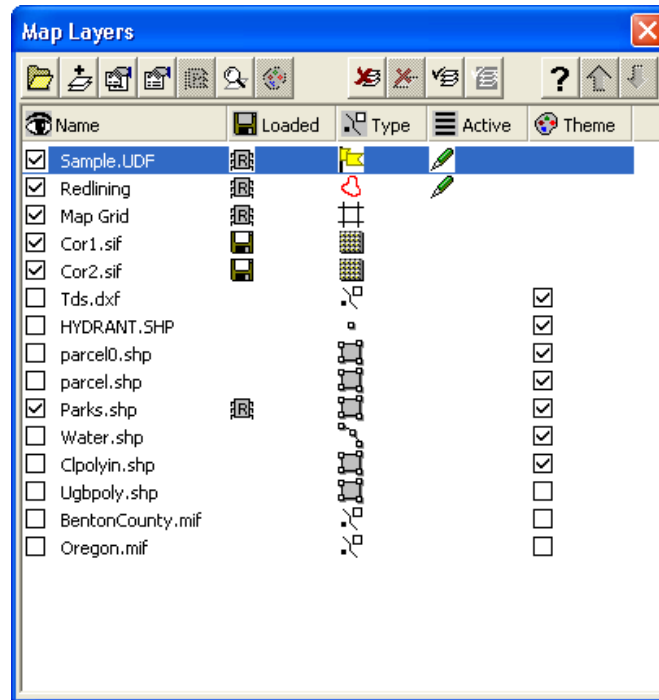 Map Layers
?
Name Loaded Type Active Theme
Sample.UDF R
Redlining R
Map Grid R
Cor1.sif
Cor2.sif
Tds.dxf
HYDRANT.SHP
parcel0.shp
parcel.shp
Parks.shp R
Water.shp
Clpolyin.shp
Ugbpoly.shp
BentonCounty.mif
Oregon.mif